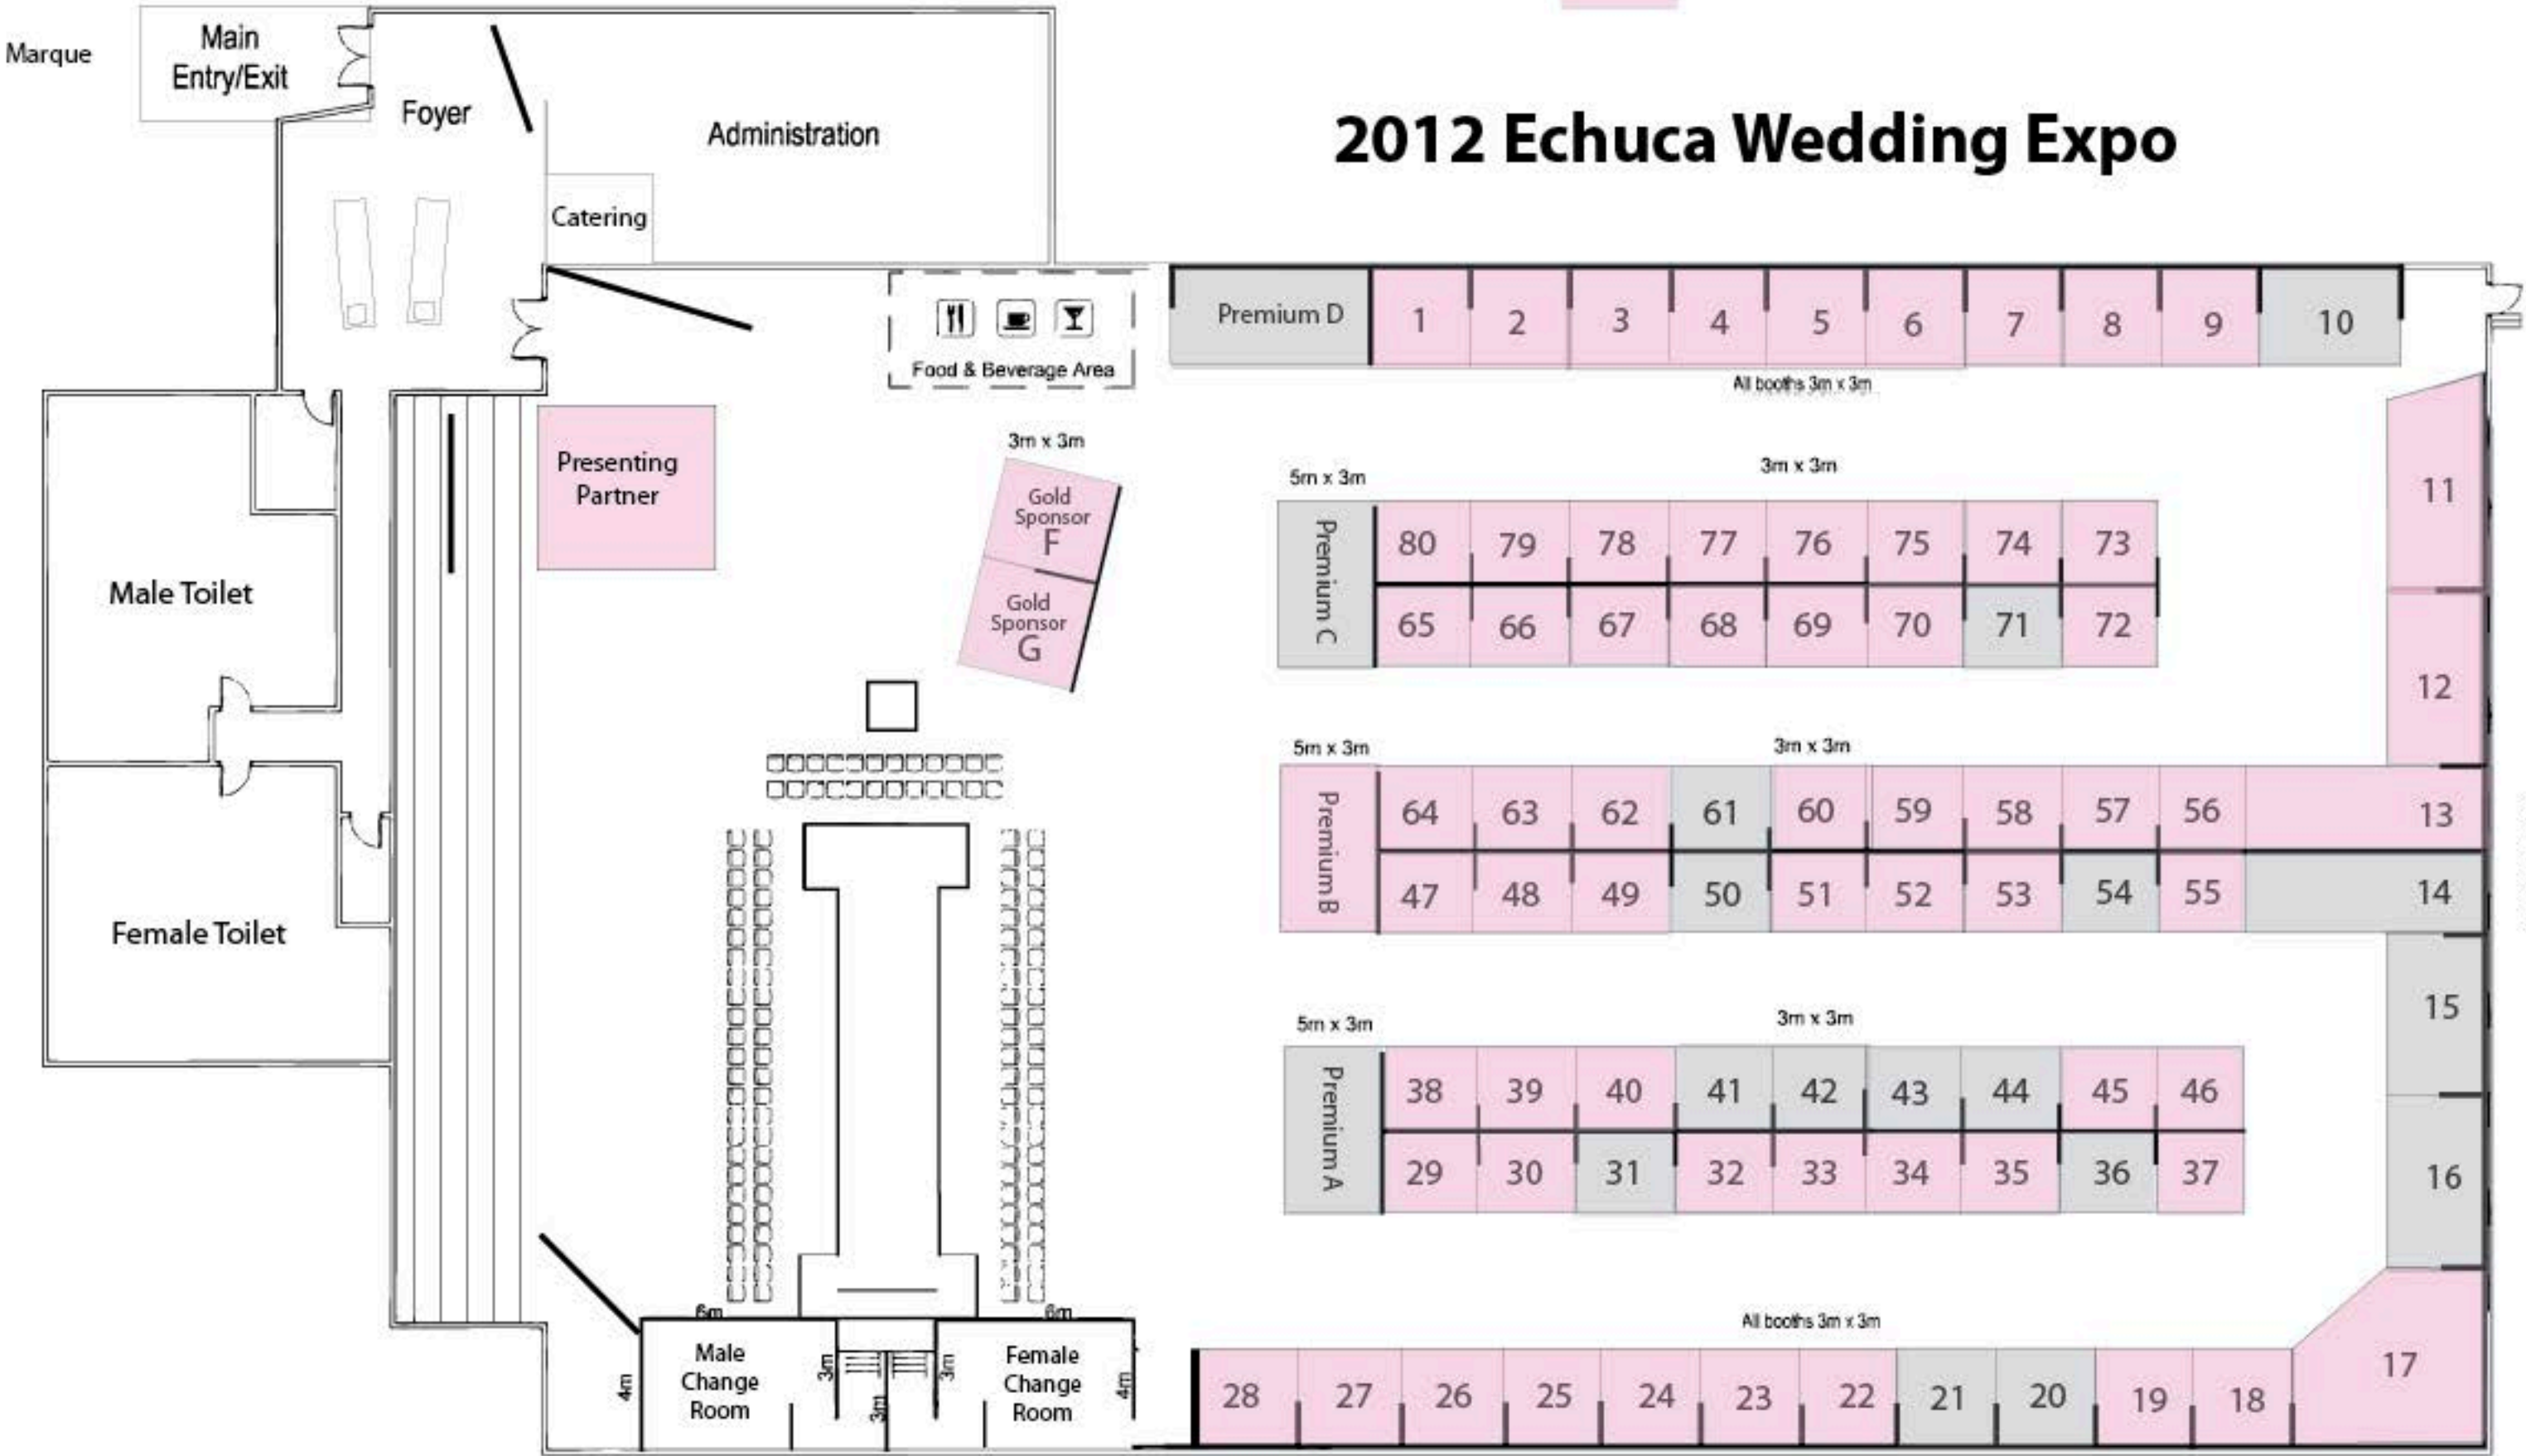 Marque
Main
Entry/Exit
Foyer
Administration
2012 Echuca Wedding Expo
Catering
Food & Beverage Area
Premium D
1 2 3 4 5 6 7 8 9 10
All booths 3m x 3m
Presenting
Partner
3m x 3m
Gold
Sponsor
F
Gold
Sponsor
G
5m x 3m
3m x 3m
Premium C
80 79 78 77 76 75 74 73
65 66 67 68 69 70 71 72
11
12
Male Toilet
Female Toilet
5m x 3m
3m x 3m
Premium B
64 63 62 61 60 59 58 57 56 13
47 48 49 50 51 52 53 54 55 14
15
16
5m x 3m
3m x 3m
Premium A
38 39 40 41 42 43 44 45 46
29 30 31 32 33 34 35 36 37
All booths 3m x 3m
28 27 26 25 24 23 22 21 20 19 18 17
6m
6m
Male
Change
Room
4m
3m
3m
3m
Female
Change
Room
4m